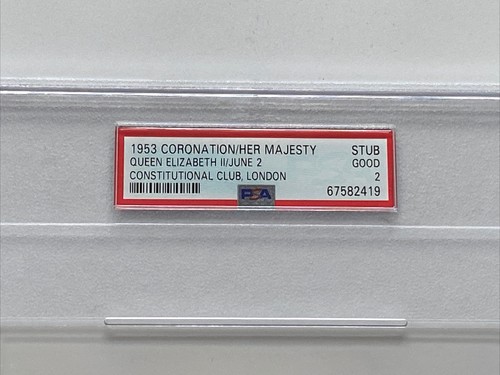 1953 CORONATION/HER MAJESTY STUB
QUEEN ELIZABETH II/JUNE 2 GOOD
CONSTITUTIONAL CLUB, LONDON 2
PSA 67582419